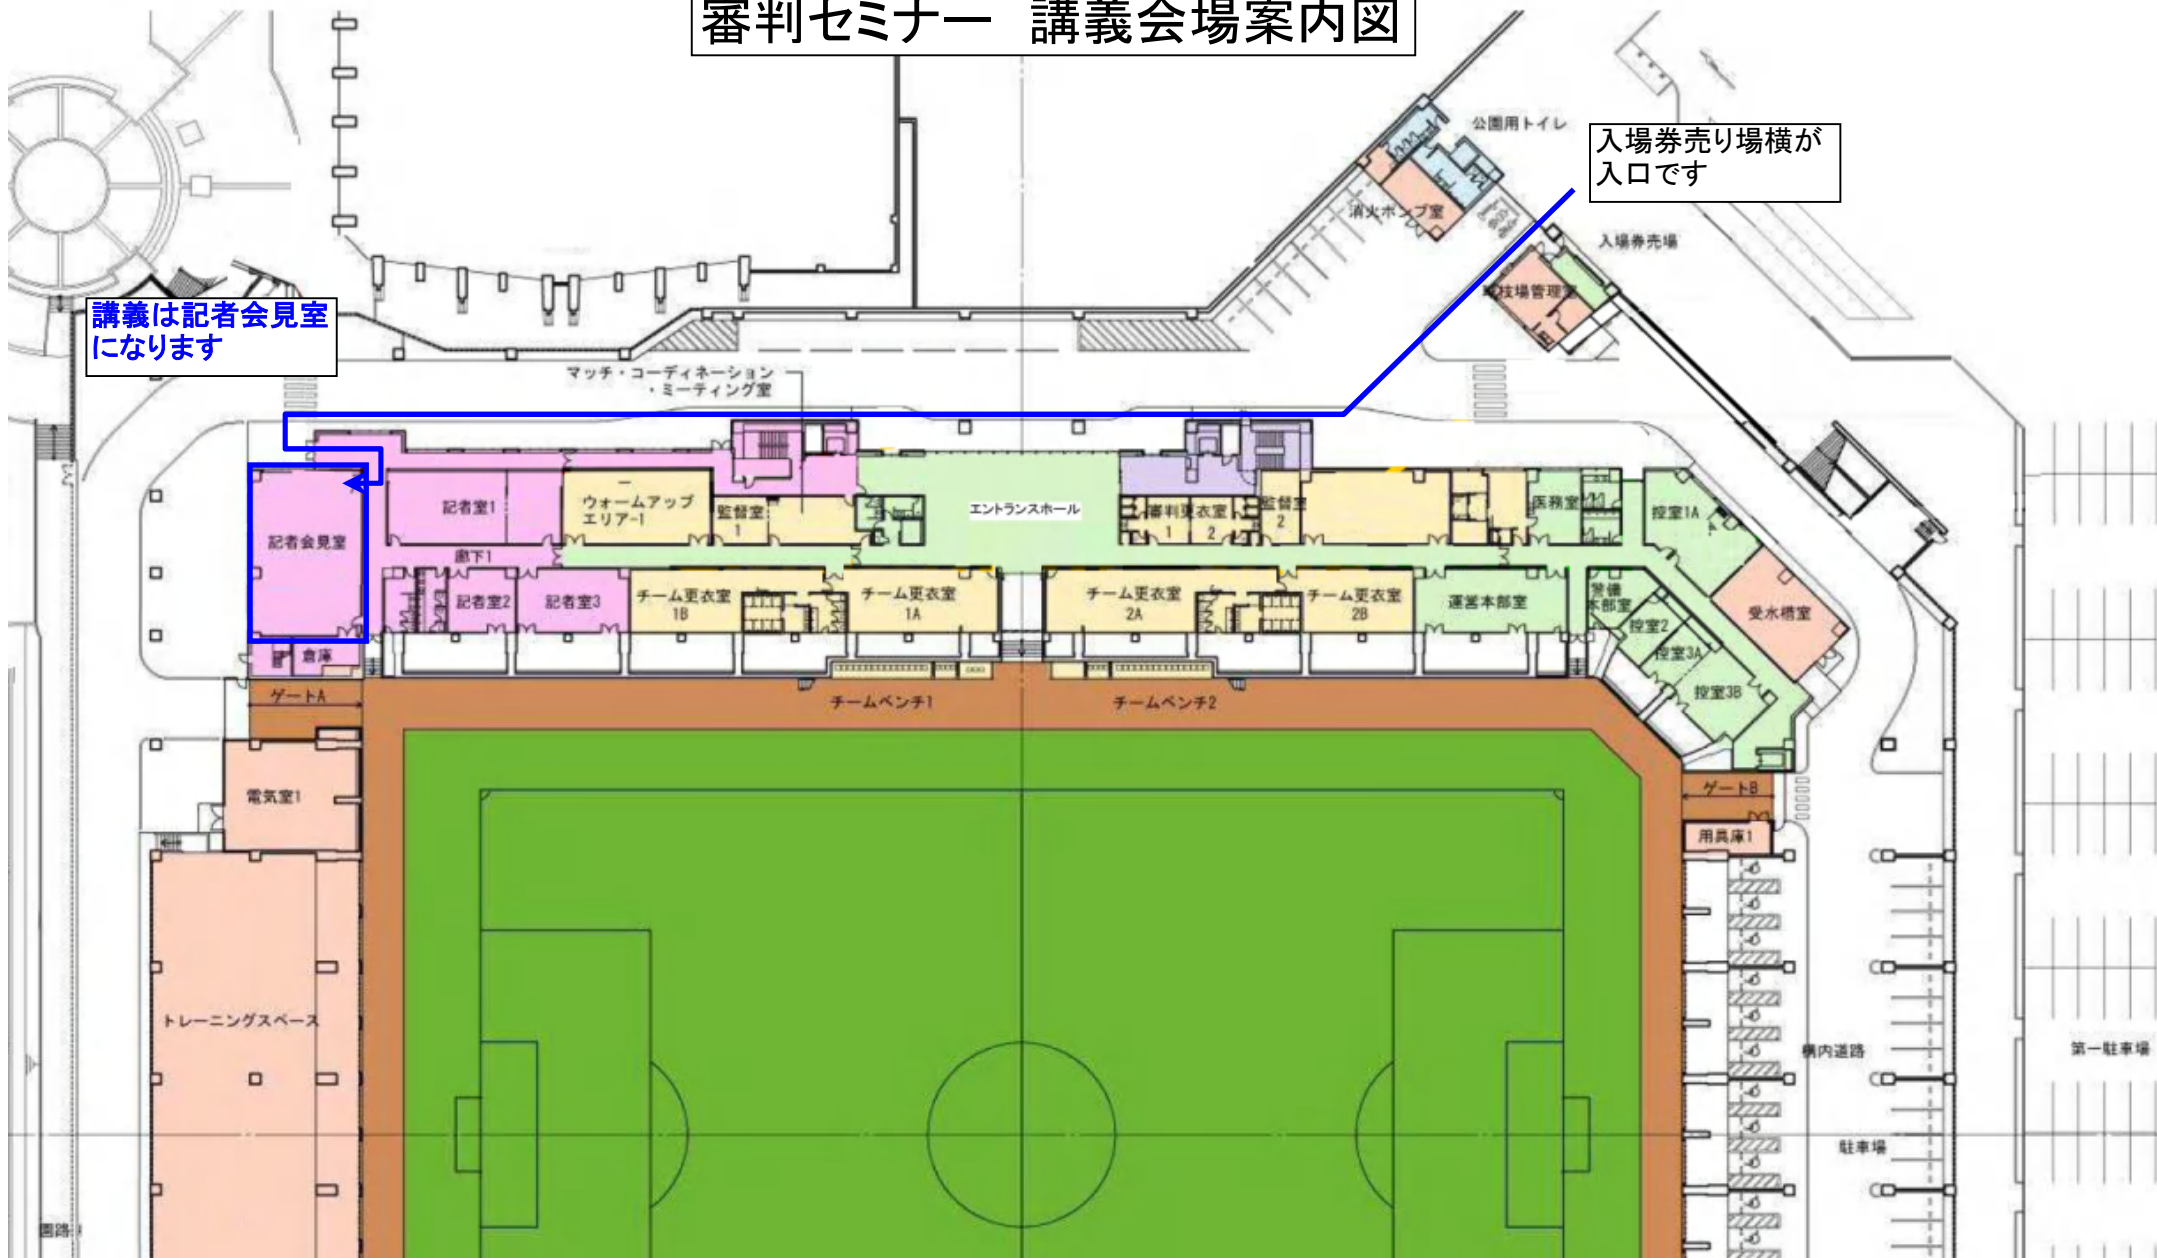 審判セミナー　講義会場案内図
公園用トイレ
入場券売り場横が
入口です
消火ポンプ室
入場券売場
講義は記者会見室
になります
マッチ・コーディネーション
・ミーティング室
記者会見室
記者室1
ウォームアップ
エリア-1
監督室
1
エントランスホール
審判更衣室
1
2
監督室
2
医務室
控室1A
廊下1
記者室2
記者室3
チーム更衣室
1B
チーム更衣室
1A
チーム更衣室
2A
チーム更衣室
2B
運営本部室
警備
本部室
控室2
控室3A
控室3B
受水槽室
倉庫
ゲートA
チームベンチ1
チームベンチ2
電気室1
ゲートB
用具庫1
トレーニングスペース
構内道路
第一駐車場
駐車場
園路